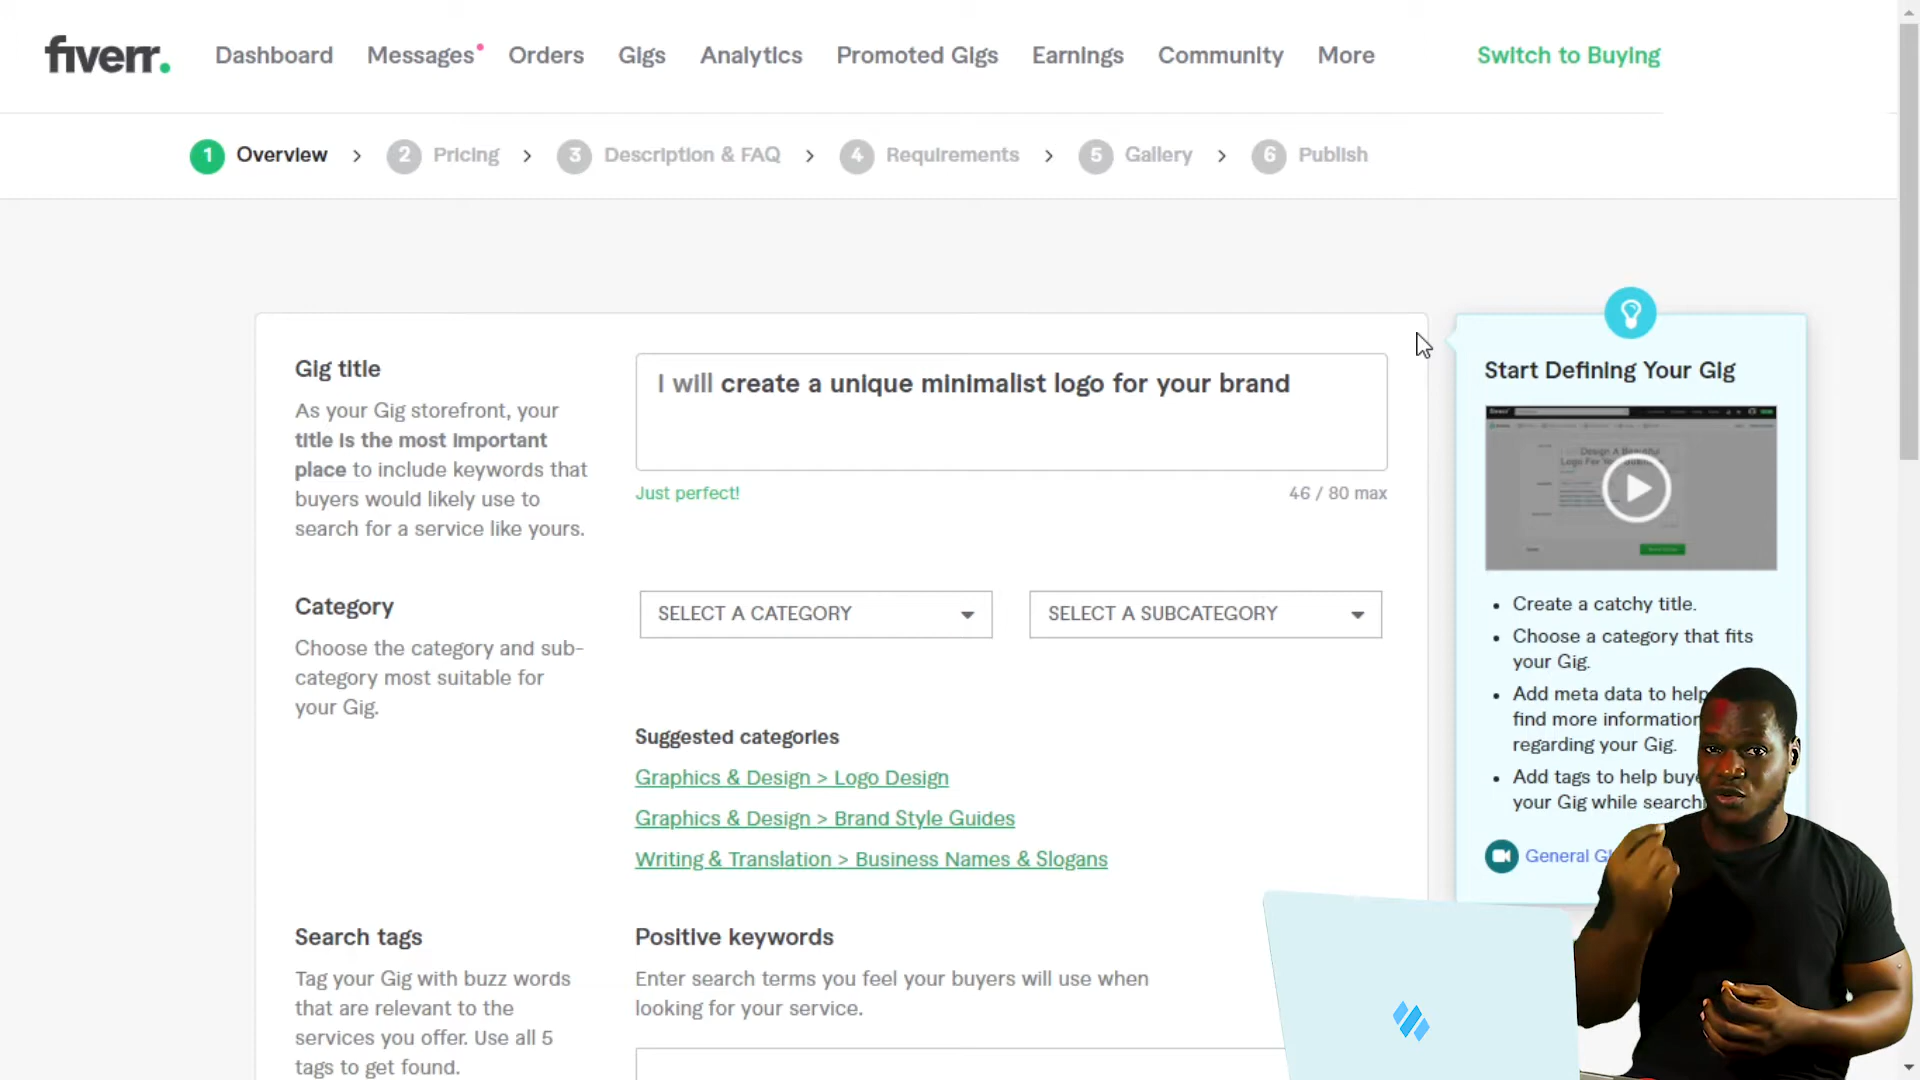 fiverr.
Dashboard Messages Orders Gigs Analytics Promoted Gigs Earnings Community More Switch to Buying
1 Overview 2 Pricing 3 Description & FAQ 4 Requirements 5 Gallery 6 Publish
Gig title
As your Gig storefront, your
title is the most important
place to include keywords that
buyers would likely use to
search for a service like yours.
I will create a unique minimalist logo for your brand
Just perfect! 46 / 80 max
Category
Choose the category and sub-
category most suitable for
your Gig.
SELECT A CATEGORY SELECT A SUBCATEGORY
Suggested categories
Graphics & Design > Logo Design
Graphics & Design > Brand Style Guides
Writing & Translation > Business Names & Slogans
Search tags
Tag your Gig with buzz words
that are relevant to the
services you offer. Use all 5
tags to get found.
Positive keywords
Enter search terms you feel your buyers will use when
looking for your service.
Start Defining Your Gig
Design A Beautiful
Create a catchy title.
Choose a category that fits
your Gig.
Add meta data to help
find more information
regarding your Gig.
Add tags to help
your Gig while
General